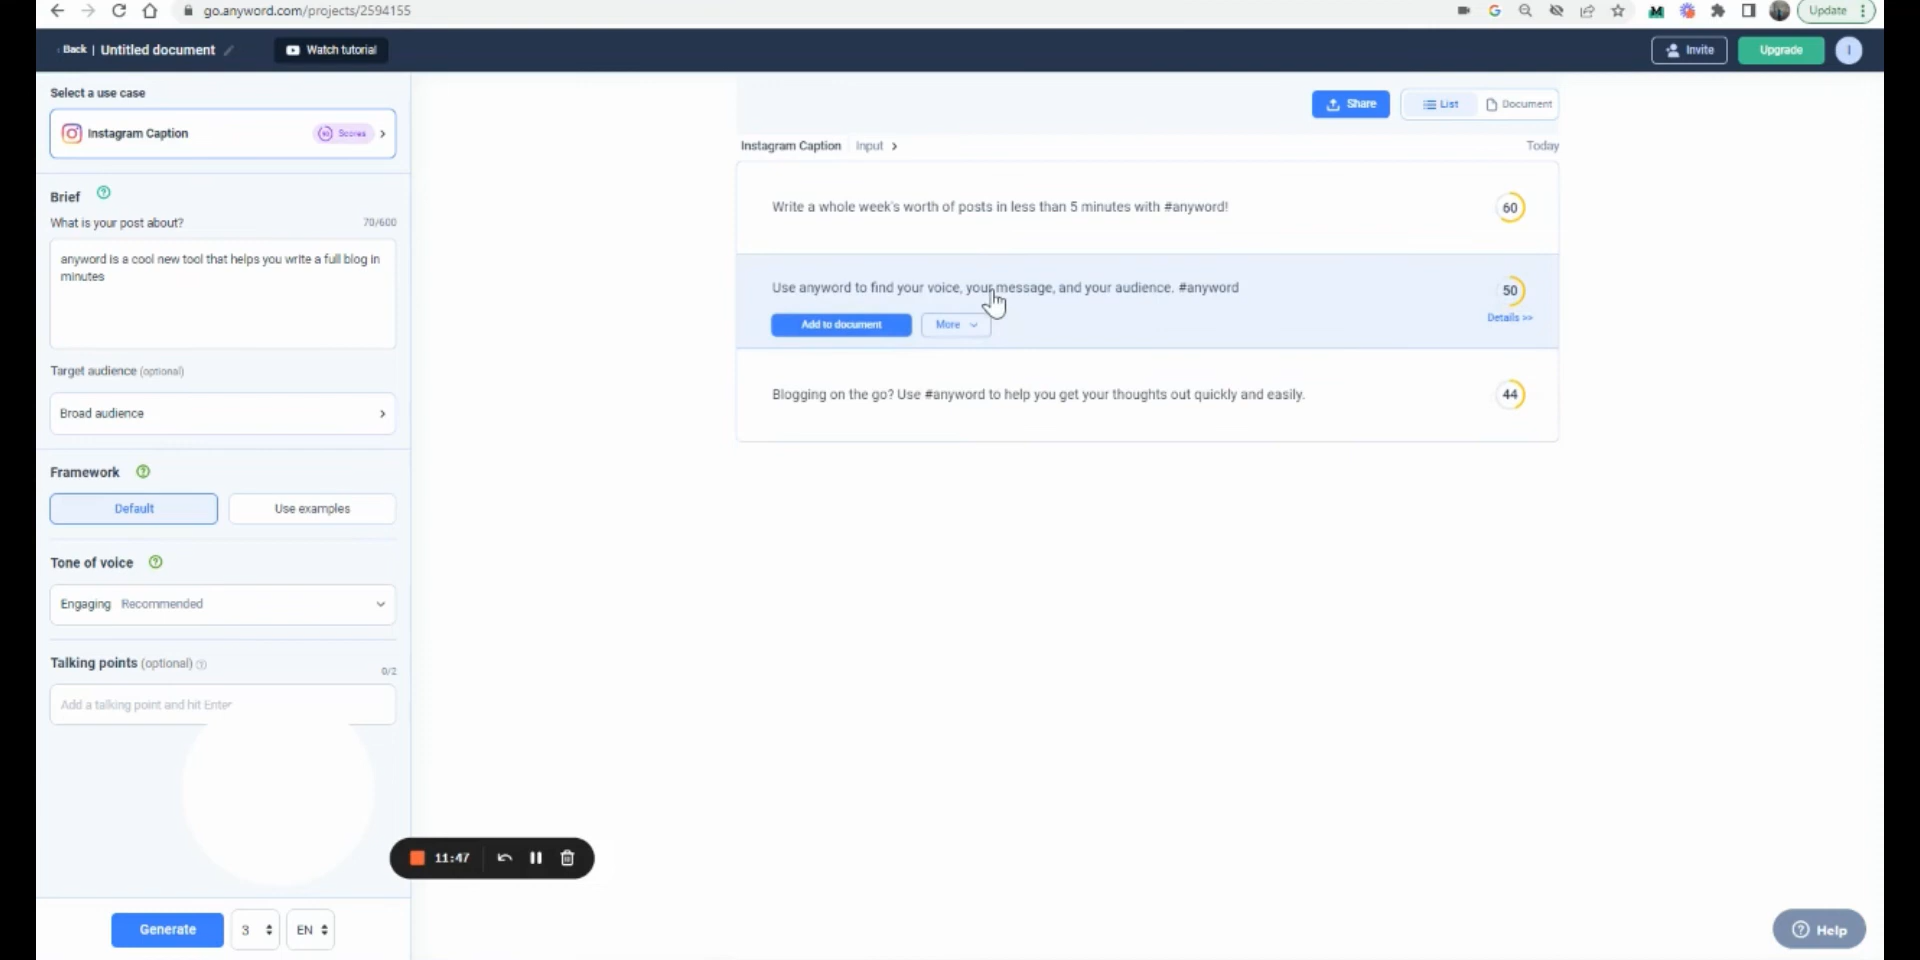 go.anyword.com/projects/2594155
Update
Back | Untitled document
Watch tutorial
Invite
Upgrade
I
Select a use case
Instagram Caption
Scores
Brief
What is your post about?
70/600
anyword is a cool new tool that helps you write a full blog in
minutes
Target audience (optional)
Broad audience
Framework
Default
Use examples
Tone of voice
Engaging Recommended
Talking points (optional)
0/2
Add a talking point and hit Enter
11:47
Generate
3
EN
Share
List
Document
Instagram Caption Input
Today
Write a whole week's worth of posts in less than 5 minutes with #anyword!
60
Use anyword to find your voice, your message, and your audience. #anyword
50
Add to document
More
Details >>
Blogging on the go? Use #anyword to help you get your thoughts out quickly and easily.
44
Help